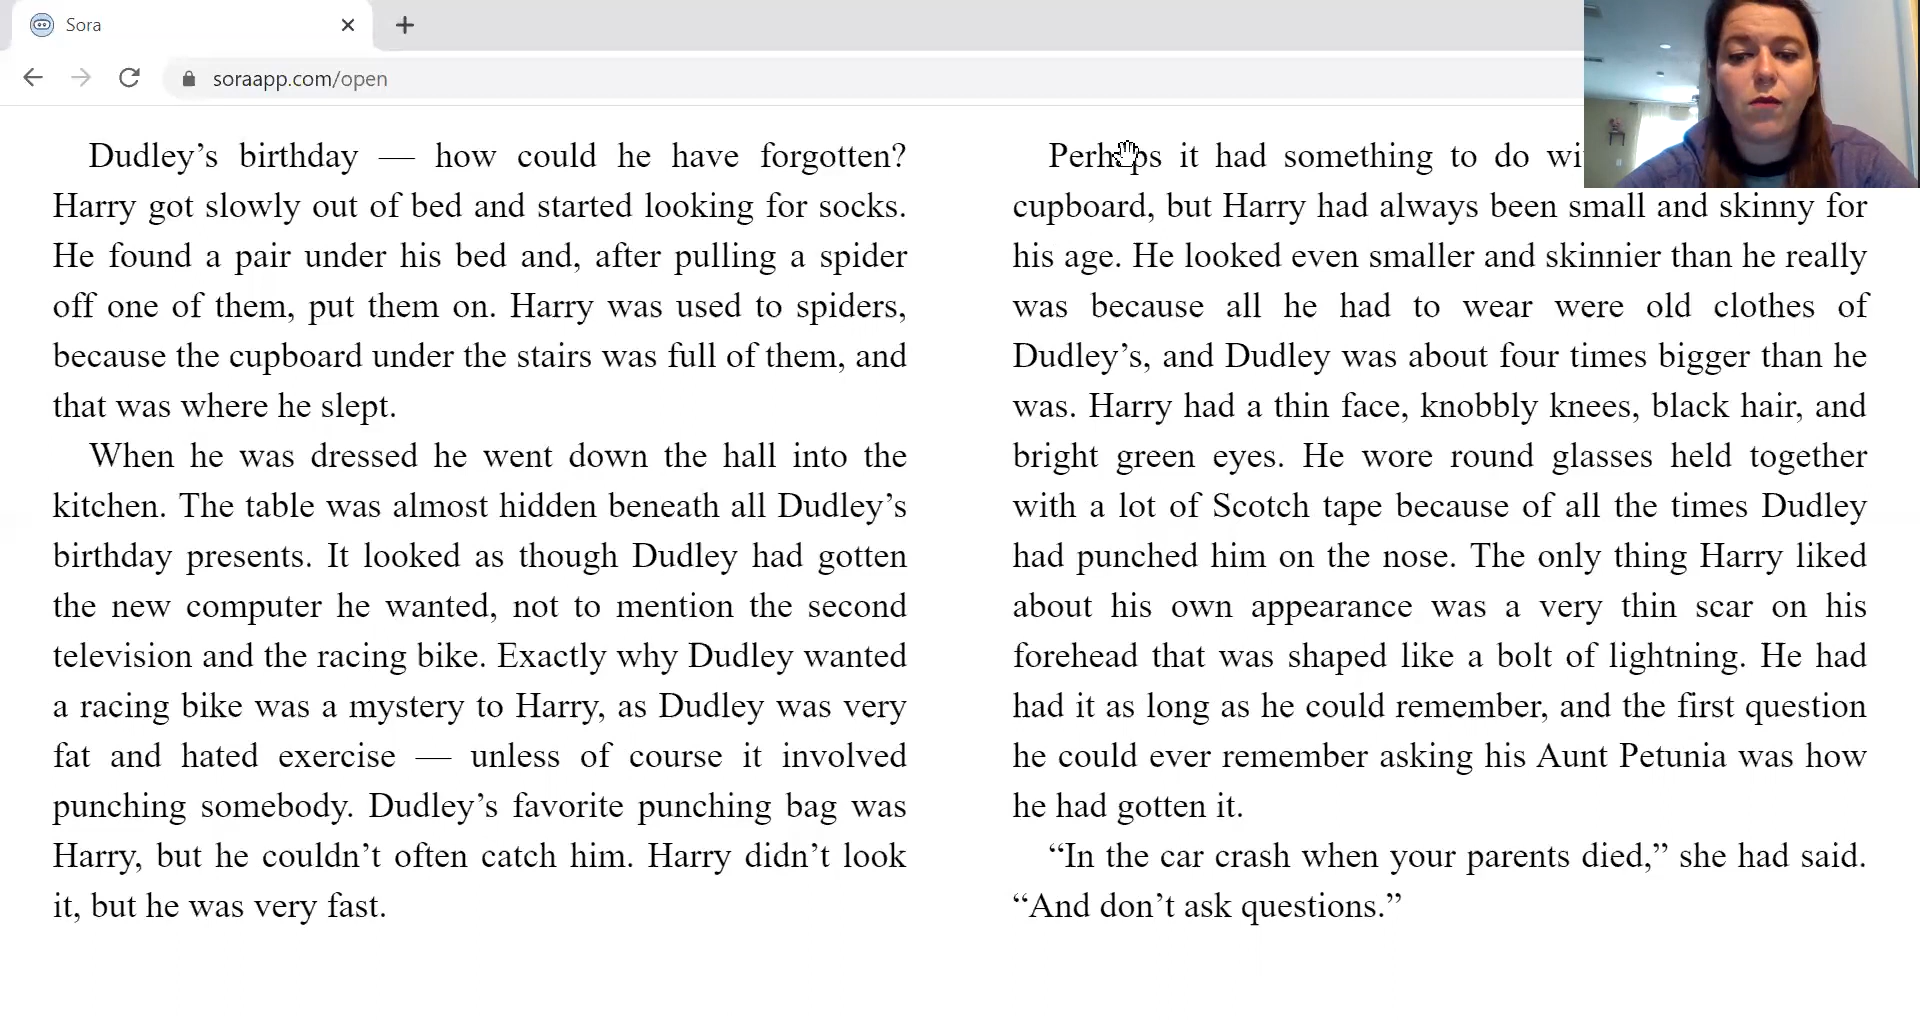 Sora
soraapp.com/open
Dudley’s birthday — how could he have forgotten?
Harry got slowly out of bed and started looking for socks.
He found a pair under his bed and, after pulling a spider
off one of them, put them on. Harry was used to spiders,
because the cupboard under the stairs was full of them, and
that was where he slept.
When he was dressed he went down the hall into the
kitchen. The table was almost hidden beneath all Dudley’s
birthday presents. It looked as though Dudley had gotten
the new computer he wanted, not to mention the second
television and the racing bike. Exactly why Dudley wanted
a racing bike was a mystery to Harry, as Dudley was very
fat and hated exercise — unless of course it involved
punching somebody. Dudley’s favorite punching bag was
Harry, but he couldn’t often catch him. Harry didn’t look
it, but he was very fast.
Perhaps it had something to do
cupboard, but Harry had always been small and skinny for
his age. He looked even smaller and skinnier than he really
was because all he had to wear were old clothes of
Dudley’s, and Dudley was about four times bigger than he
was. Harry had a thin face, knobbly knees, black hair, and
bright green eyes. He wore round glasses held together
with a lot of Scotch tape because of all the times Dudley
had punched him on the nose. The only thing Harry liked
about his own appearance was a very thin scar on his
forehead that was shaped like a bolt of lightning. He had
had it as long as he could remember, and the first question
he could ever remember asking his Aunt Petunia was how
he had gotten it.
“In the car crash when your parents died,” she had said.
“And don’t ask questions.”